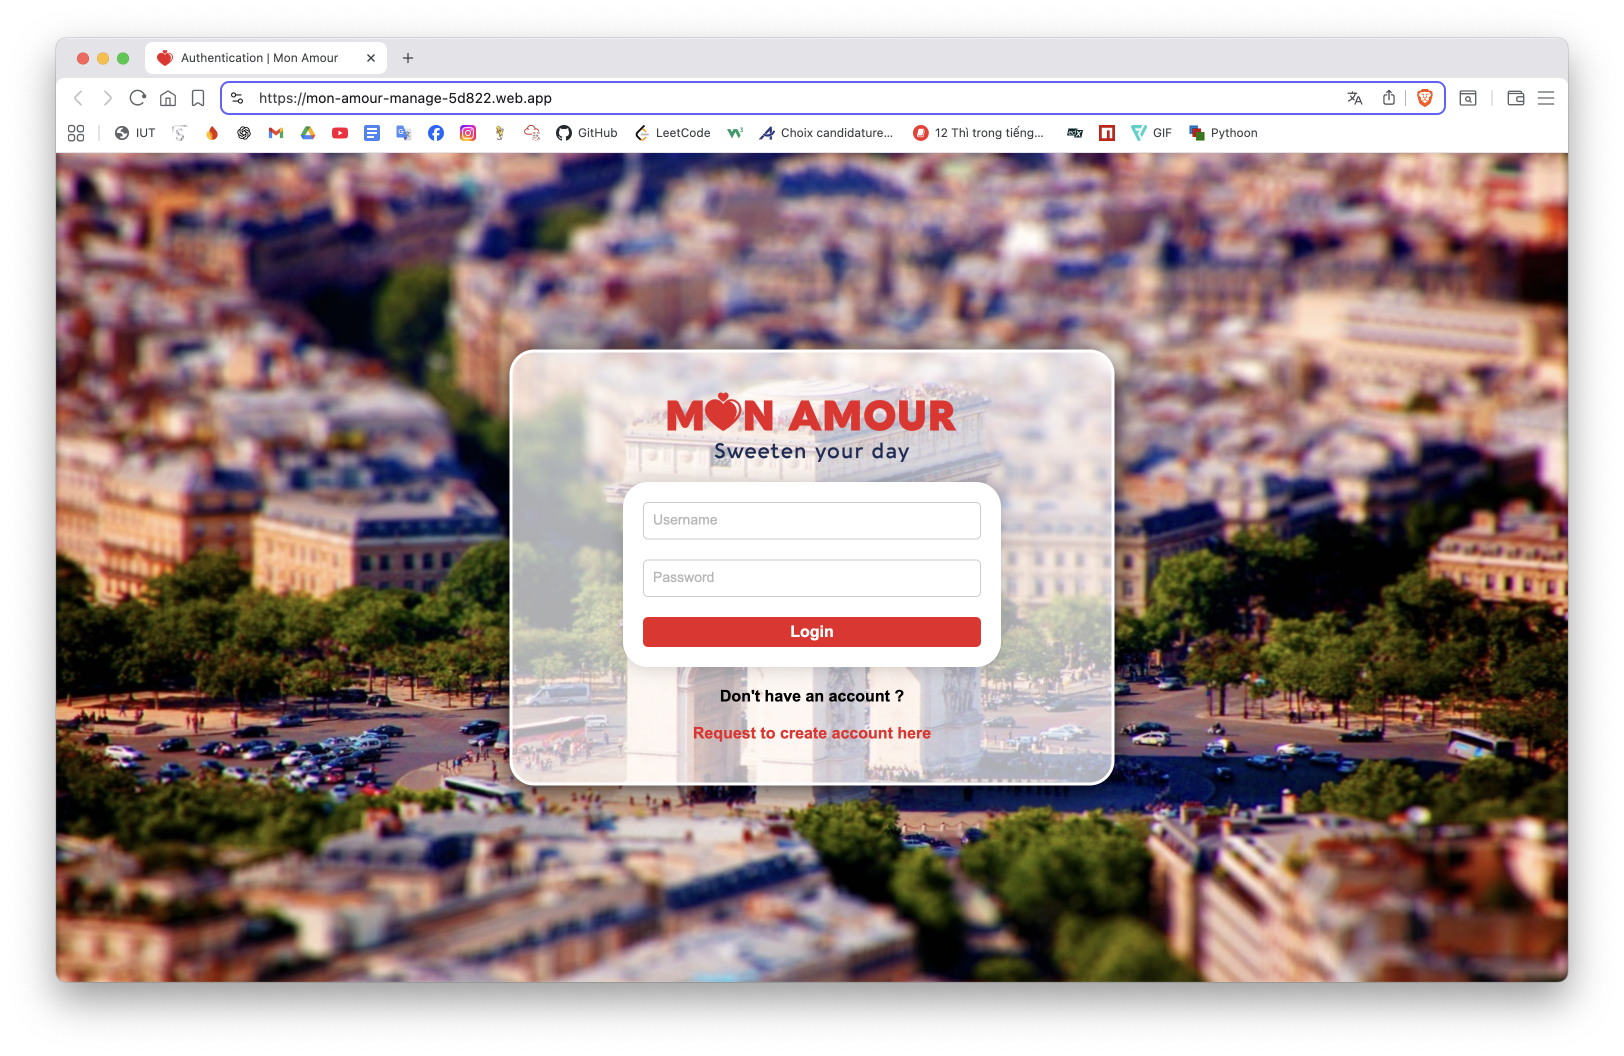 Authentication | Mon Amour
https://mon-amour-manage-5d822.web.app
IUT
GitHub
LeetCode
Choix candidature...
12 Thì trong tiếng...
GIF
Pythoon
MON AMOUR
Sweeten your day
Username
Password
Login
Don't have an account ?
Request to create account here